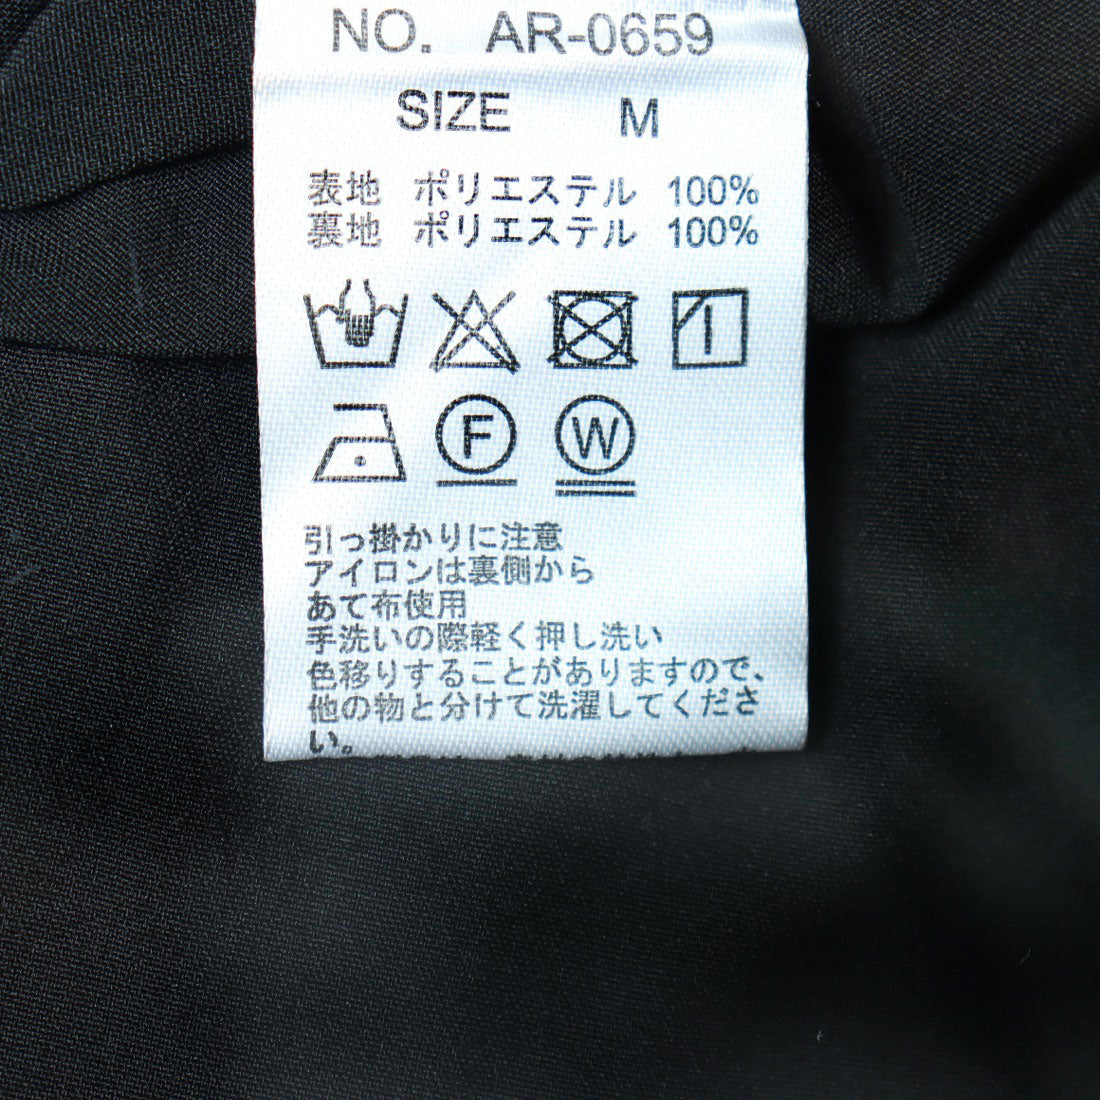 NO. AR-0659
SIZE M
表地 ポリエステル 100%
裏地 ポリエステル 100%
F W
引っ掛かりに注意
アイロンは裏側から
あて布使用
手洗いの際軽く押し洗い
色移りすることがありますので、
他の物と分けて洗濯してくださ
い。